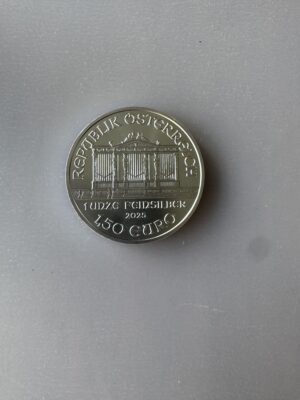 REPUBLIK ÖSTERREICH
1 UNZE FEINSILBER
2025
1,50 EURO